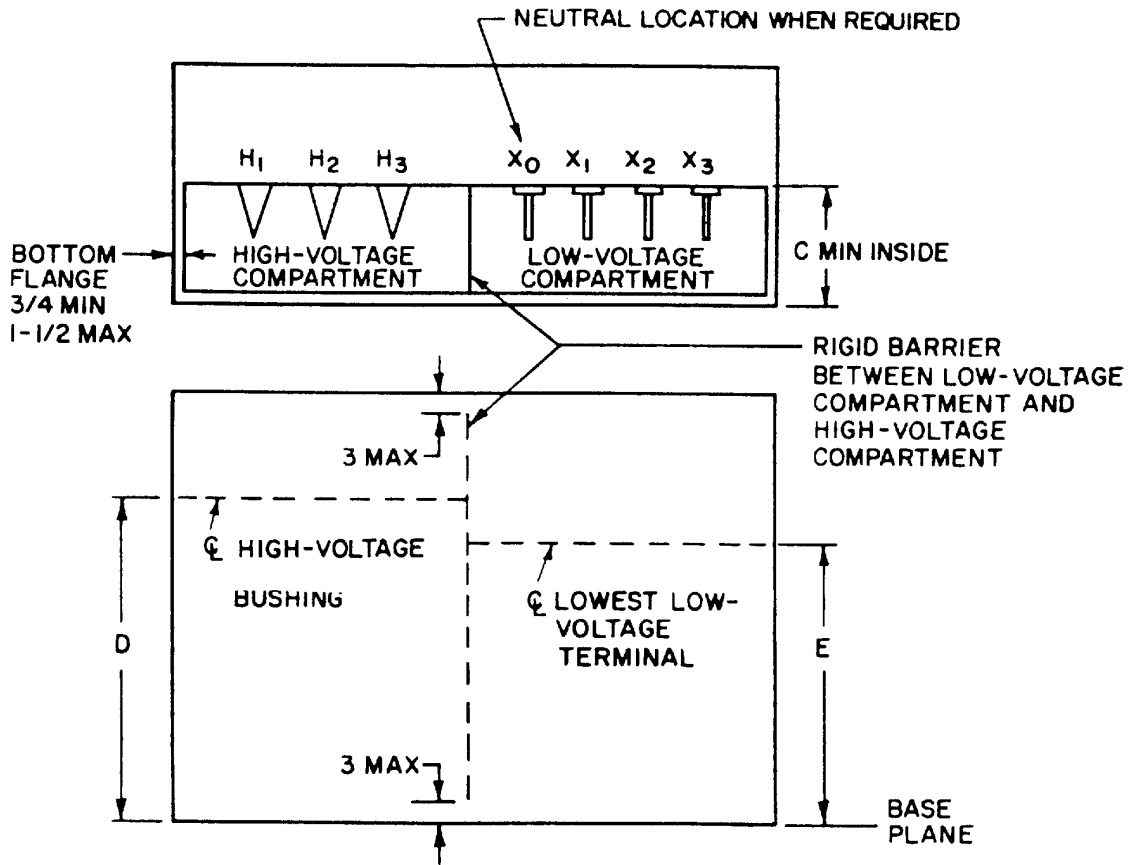 NEUTRAL LOCATION WHEN REQUIRED
H1 H2 H3 X0 X1 X2 X3
BOTTOM
FLANGE
3/4 MIN
1-1/2 MAX
HIGH-VOLTAGE
COMPARTMENT
LOW-VOLTAGE
COMPARTMENT
C MIN INSIDE
RIGID BARRIER
BETWEEN LOW-VOLTAGE
COMPARTMENT AND
HIGH-VOLTAGE
COMPARTMENT
3 MAX
℄ HIGH-VOLTAGE
BUSHING
℄ LOWEST LOW-
VOLTAGE
TERMINAL
D
E
3 MAX
BASE
PLANE